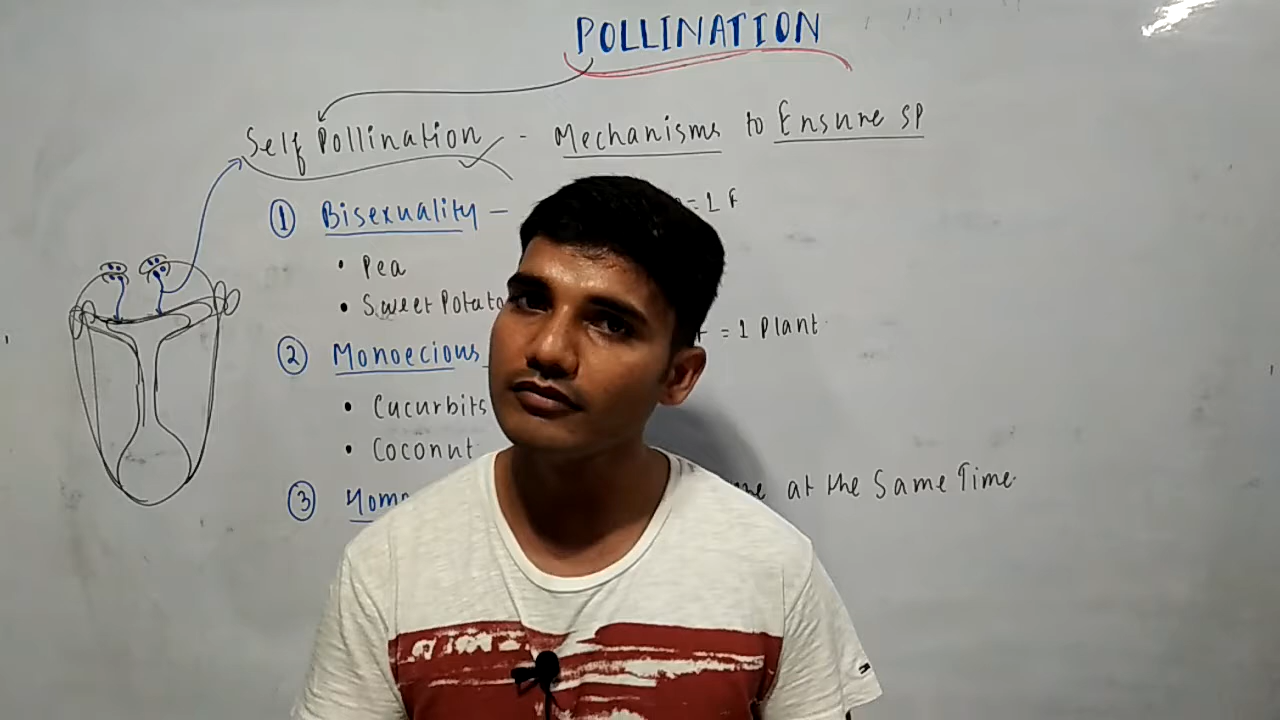 POLLINATION
Self Pollination - Mechanisms to Ensure SP
① Bisexuality – =1 F
• Pea
• Sweet Potato
② Monoecious = 1 Plant
• Cucurbits
• Coconut
③ at the Same Time